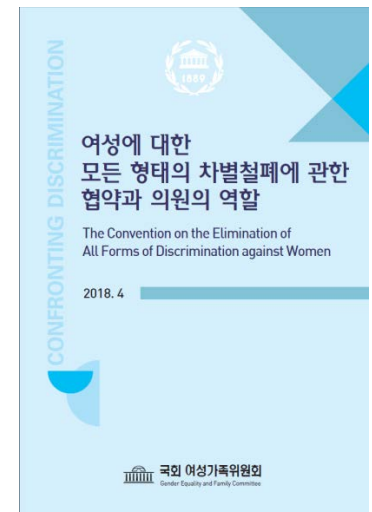 CONFRONTING DISCRIMINATION
1889
여성에 대한
모든 형태의 차별철폐에 관한
협약과 의원의 역할
The Convention on the Elimination of
All Forms of Discrimination against Women
2018. 4
국회 여성가족위원회
Gender Equality and Family Committee